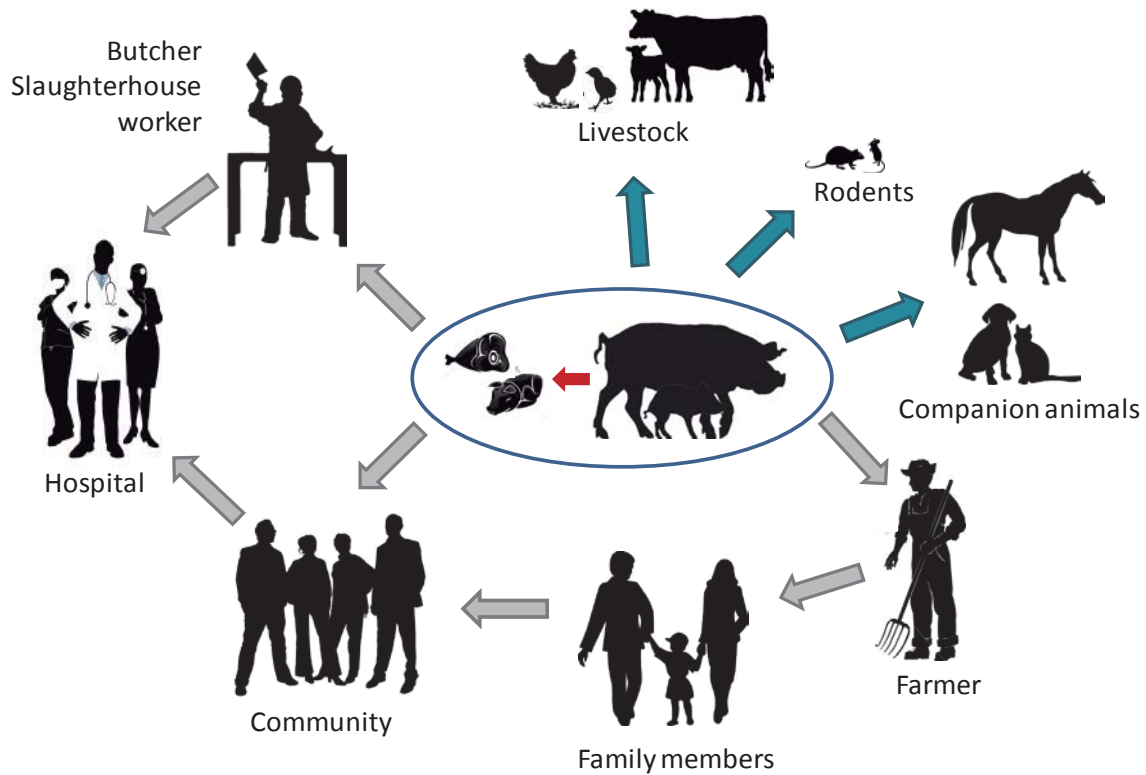 Butcher
Slaughterhouse
worker
Livestock
Rodents
Companion animals
Hospital
Farmer
Community
Family members